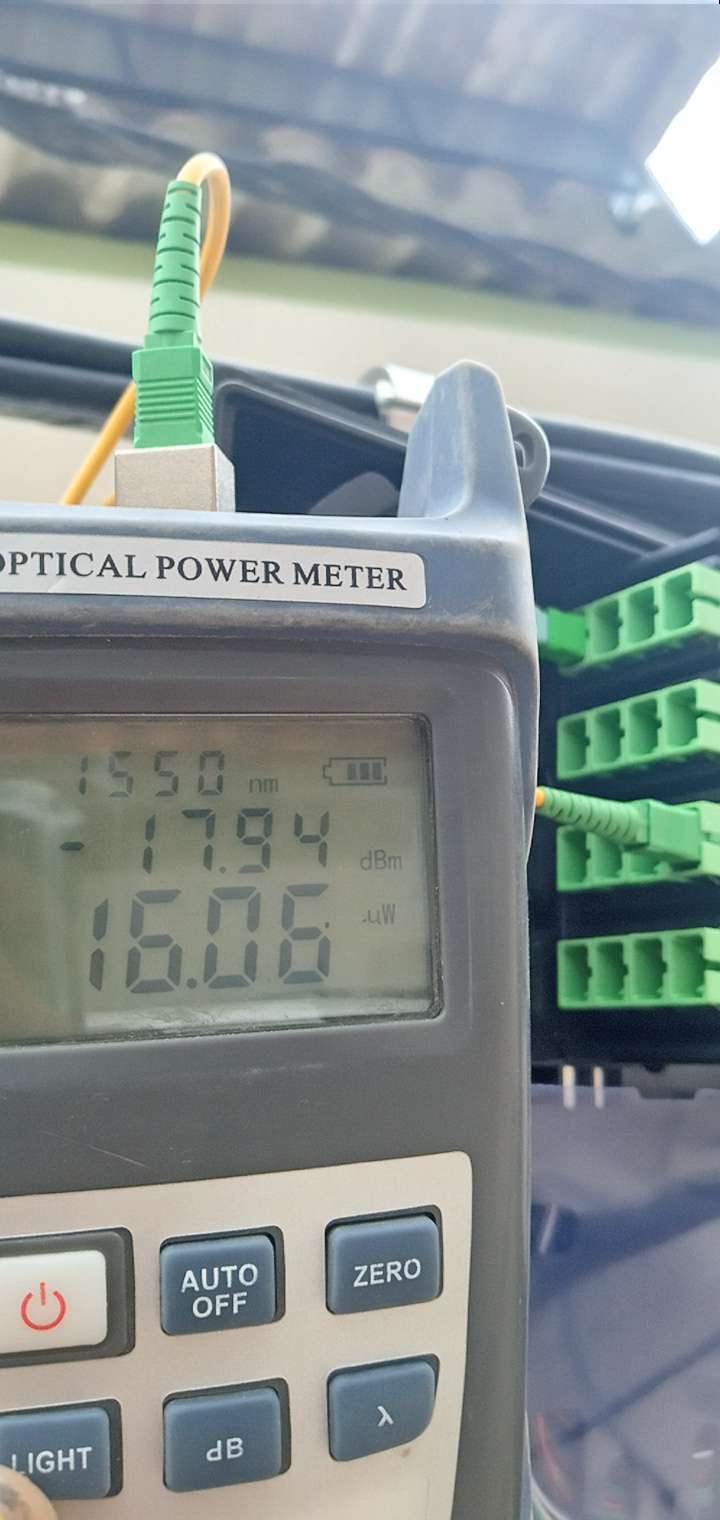 OPTICAL POWER METER
1550 nm
-17.94 dBm
16.06 uW
AUTO OFF
ZERO
LIGHT
dB
λ